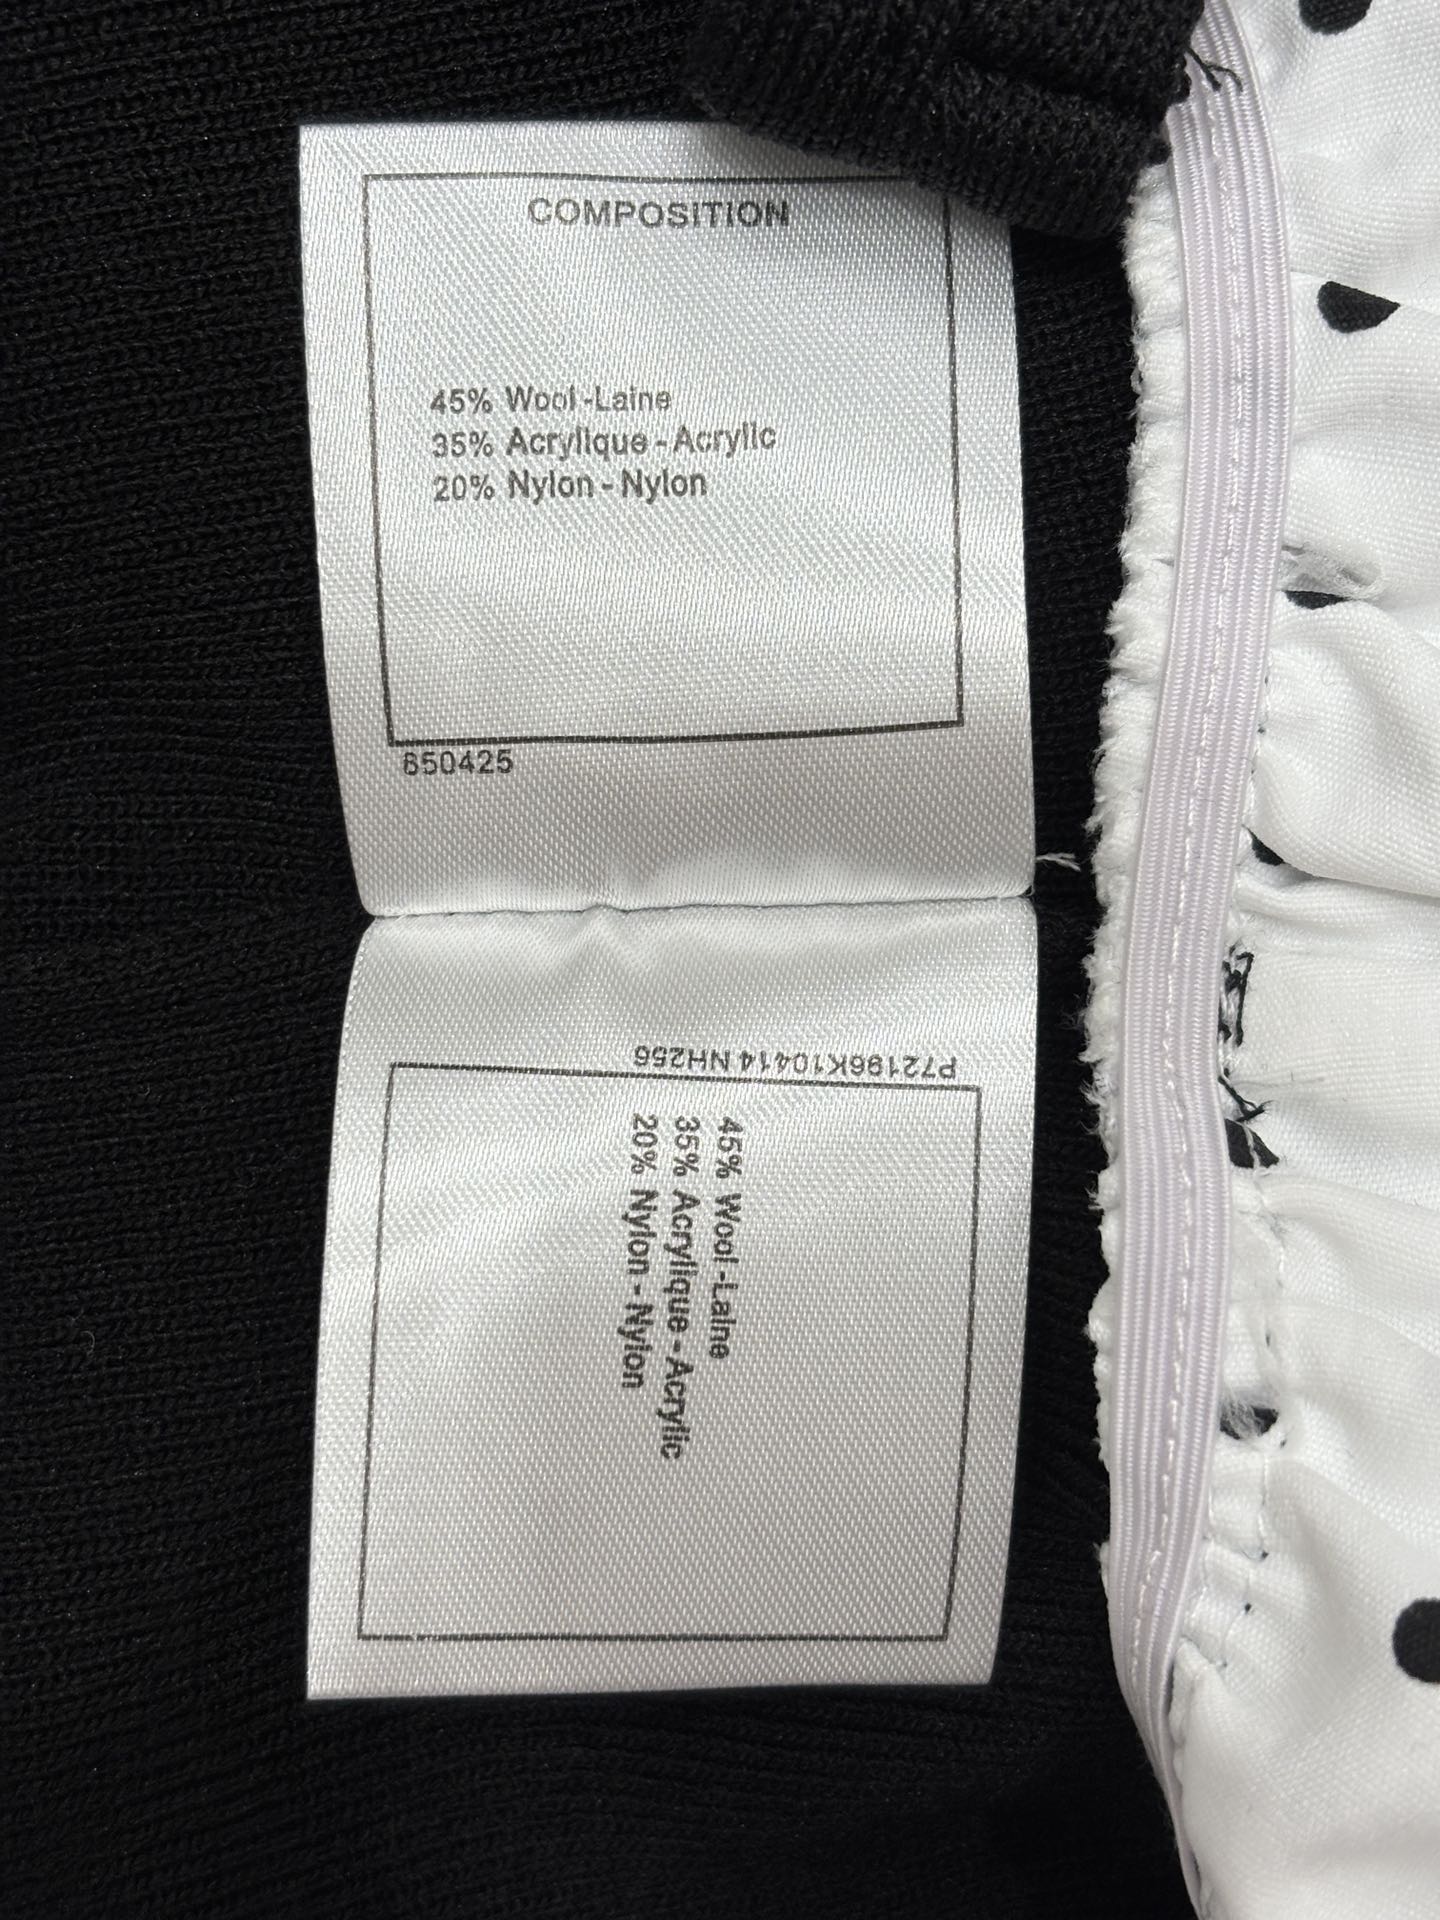 COMPOSITION
45% Wool -Laine
35% Acrylique - Acrylic
20% Nylon - Nylon
850425
P72196K10414 NH256
45% Wool -Laine
35% Acrylique - Acrylic
20% Nylon - Nylon